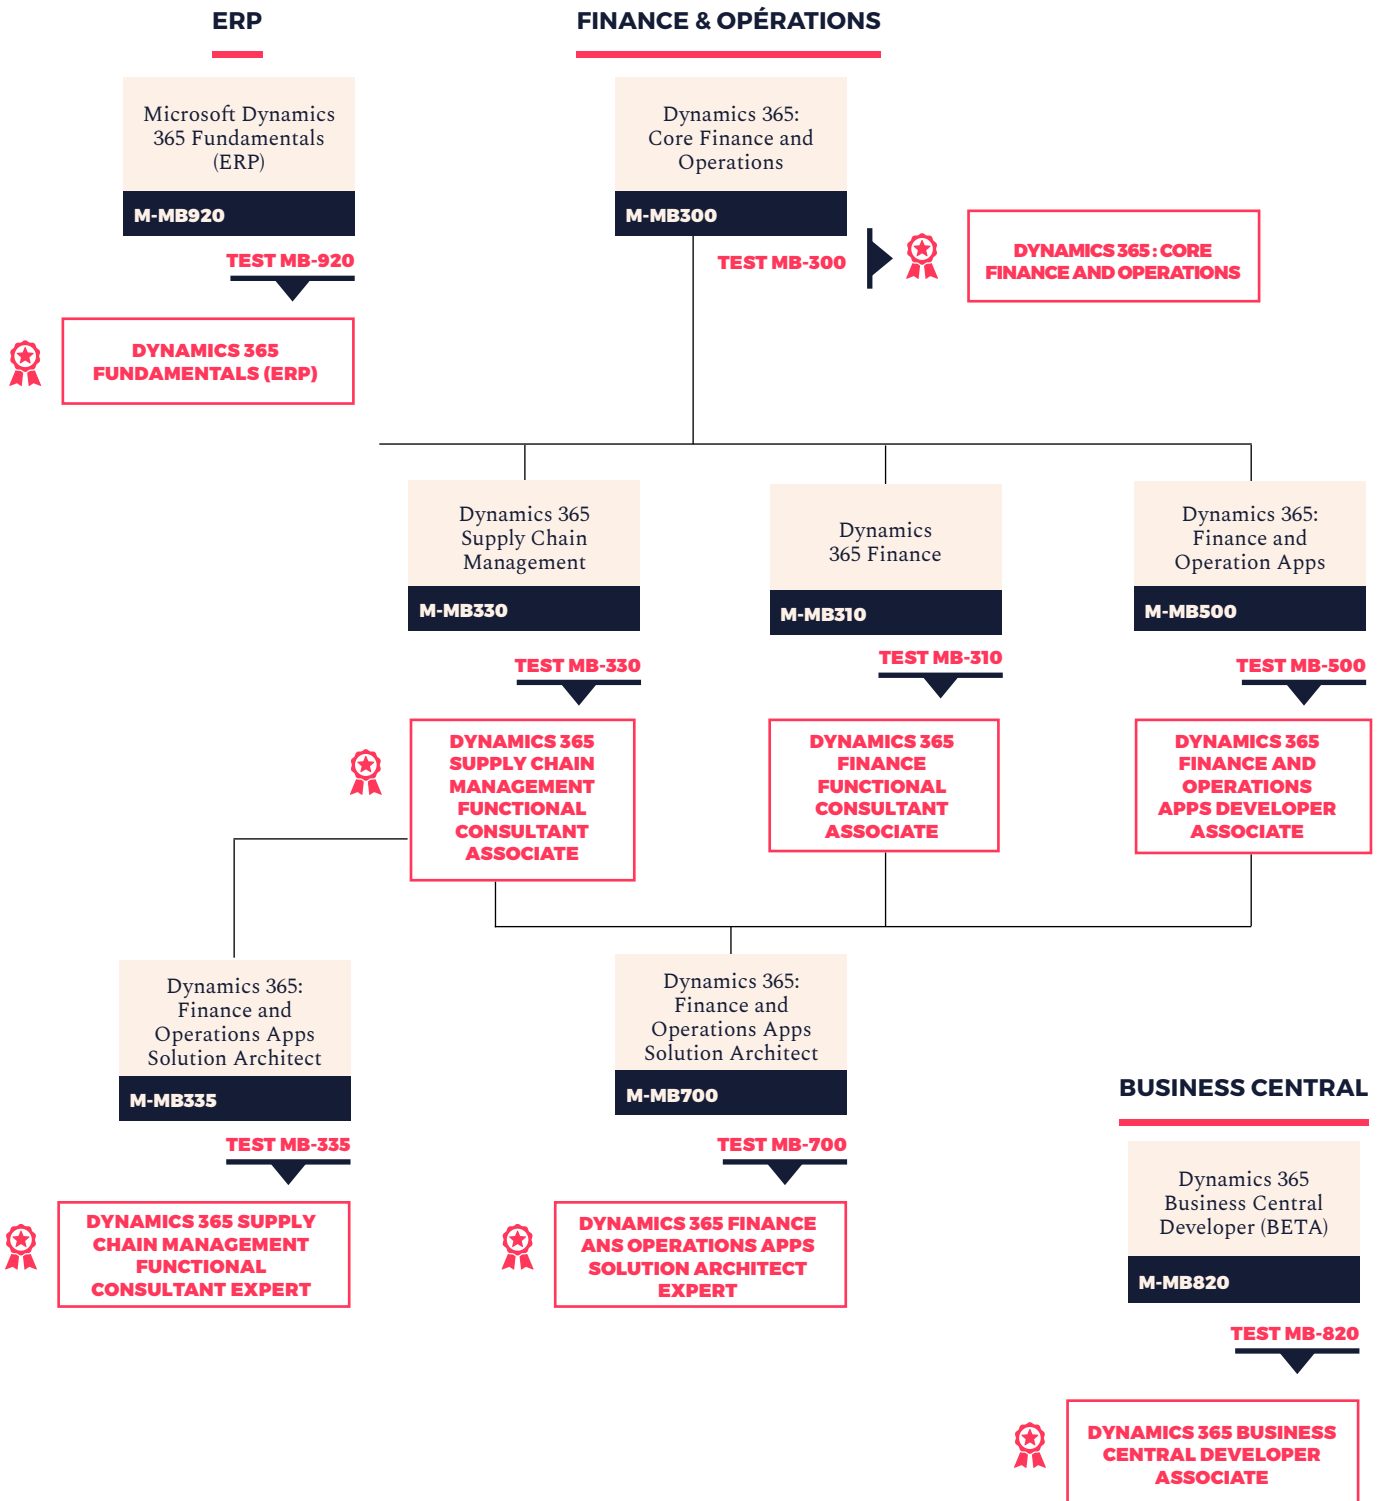 ERP
Microsoft Dynamics
365 Fundamentals
(ERP)
M-MB920
TEST MB-920
DYNAMICS 365
FUNDAMENTALS (ERP)
FINANCE & OPÉRATIONS
Dynamics 365:
Core Finance and
Operations
M-MB300
TEST MB-300
DYNAMICS 365 : CORE
FINANCE AND OPERATIONS
Dynamics 365
Supply Chain
Management
M-MB330
TEST MB-330
DYNAMICS 365
SUPPLY CHAIN
MANAGEMENT
FUNCTIONAL
CONSULTANT
ASSOCIATE
Dynamics
365 Finance
M-MB310
TEST MB-310
DYNAMICS 365
FINANCE
FUNCTIONAL
CONSULTANT
ASSOCIATE
Dynamics 365:
Finance and
Operation Apps
M-MB500
TEST MB-500
DYNAMICS 365
FINANCE AND
OPERATIONS
APPS DEVELOPER
ASSOCIATE
Dynamics 365:
Finance and
Operations Apps
Solution Architect
M-MB335
TEST MB-335
DYNAMICS 365 SUPPLY
CHAIN MANAGEMENT
FUNCTIONAL
CONSULTANT EXPERT
Dynamics 365:
Finance and
Operations Apps
Solution Architect
M-MB700
TEST MB-700
DYNAMICS 365 FINANCE
ANS OPERATIONS APPS
SOLUTION ARCHITECT
EXPERT
BUSINESS CENTRAL
Dynamics 365
Business Central
Developer (BETA)
M-MB820
TEST MB-820
DYNAMICS 365 BUSINESS
CENTRAL DEVELOPER
ASSOCIATE